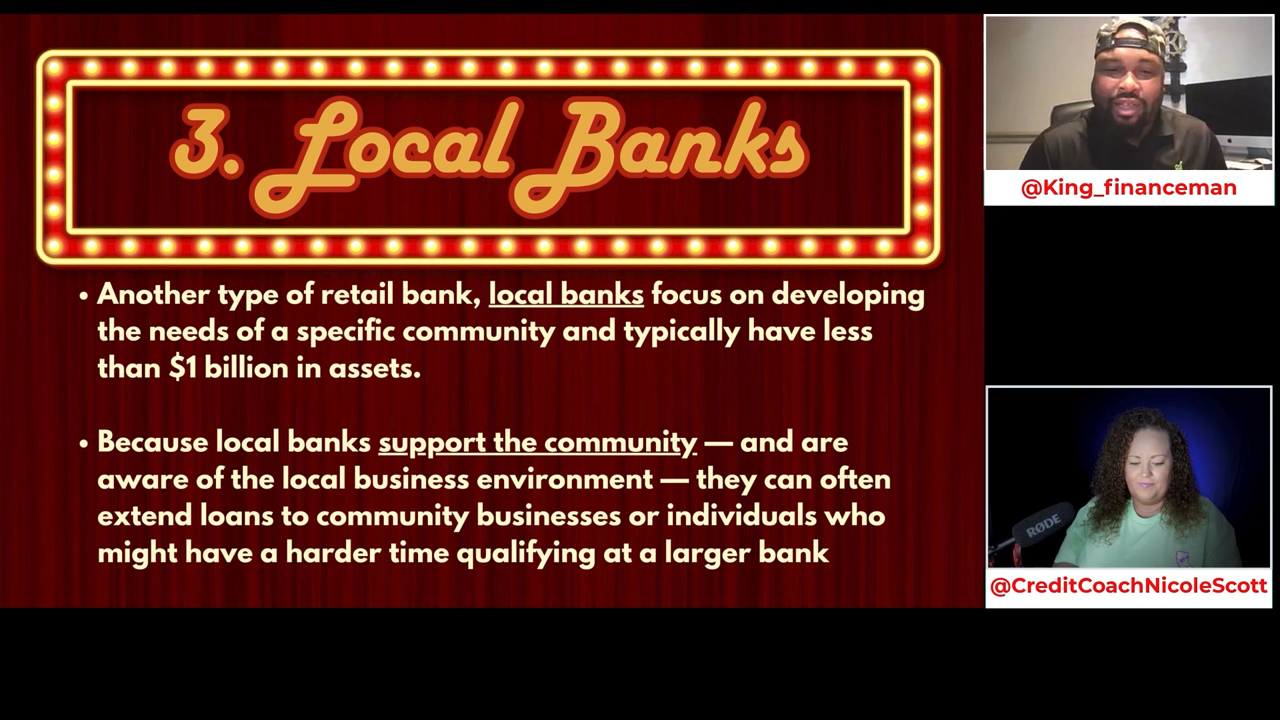 3. Local Banks
• Another type of retail bank, local banks focus on developing
the needs of a specific community and typically have less
than $1 billion in assets.
• Because local banks support the community — and are
aware of the local business environment — they can often
extend loans to community businesses or individuals who
might have a harder time qualifying at a larger bank
@King_financeman
RØDE
@CreditCoachNicoleScott